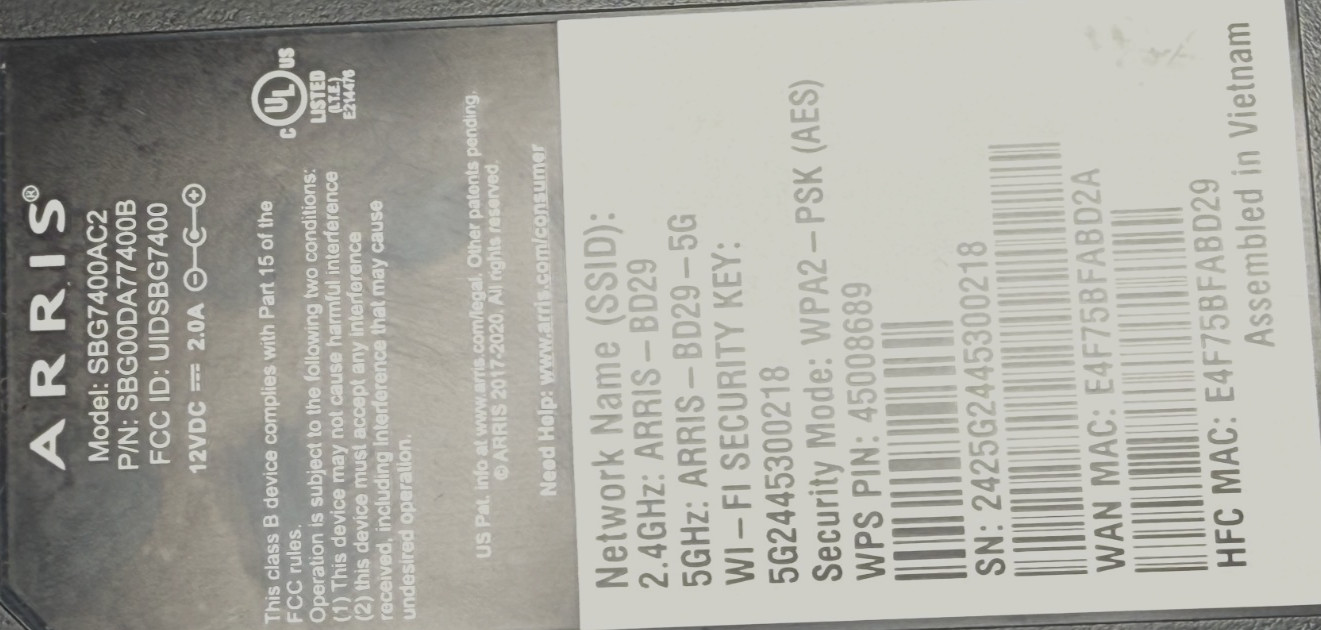 ARRIS®
Model: SBG7400AC2
P/N: SBG00DA77400B
FCC ID: UIDSBG7400
12VDC ⎓ 2.0A
C UL US
LISTED
(I.T.E.)
E214476
This class B device complies with Part 15 of the
FCC rules.
Operation is subject to the following two conditions:
(1) This device may not cause harmful interference
(2) this device must accept any interference
received, including interference that may cause
undesired operation.
US Pat. Info at www.arris.com/legal. Other patents pending.
© ARRIS 2017-2020. All rights reserved.
Need Help: www.arris.com/consumer
Network Name (SSID):
2.4GHz: ARRIS-BD29
5GHz: ARRIS-BD29-5G
WI-FI SECURITY KEY:
5G2445300218
Security Mode: WPA2-PSK (AES)
WPS PIN: 45008689
SN: 2425G2445300218
WAN MAC: E4F75BFABD2A
HFC MAC: E4F75BFABD29
Assembled in Vietnam